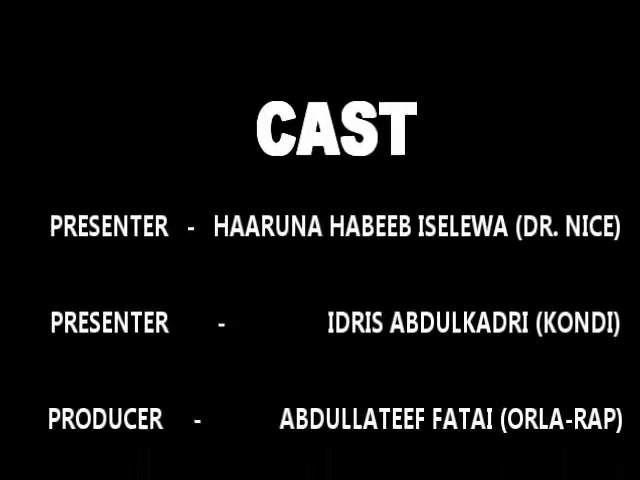 CAST
PRESENTER - HAARUNA HABEEB ISELEWA (DR. NICE)
PRESENTER - IDRIS ABDULKADRI (KONDI)
PRODUCER - ABDULLATEEF FATAI (ORLA-RAP)